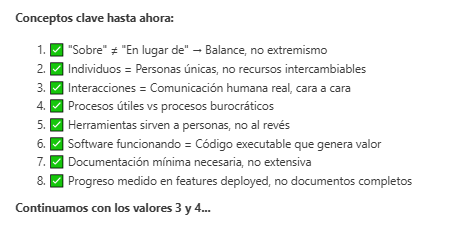 Conceptos clave hasta ahora:
1. ✅ "Sobre" ≠ "En lugar de" → Balance, no extremismo
2. ✅ Individuos = Personas únicas, no recursos intercambiables
3. ✅ Interacciones = Comunicación humana real, cara a cara
4. ✅ Procesos útiles vs procesos burocráticos
5. ✅ Herramientas sirven a personas, no al revés
6. ✅ Software funcionando = Código executable que genera valor
7. ✅ Documentación mínima necesaria, no extensiva
8. ✅ Progreso medido en features deployed, no documentos completos
Continuamos con los valores 3 y 4...